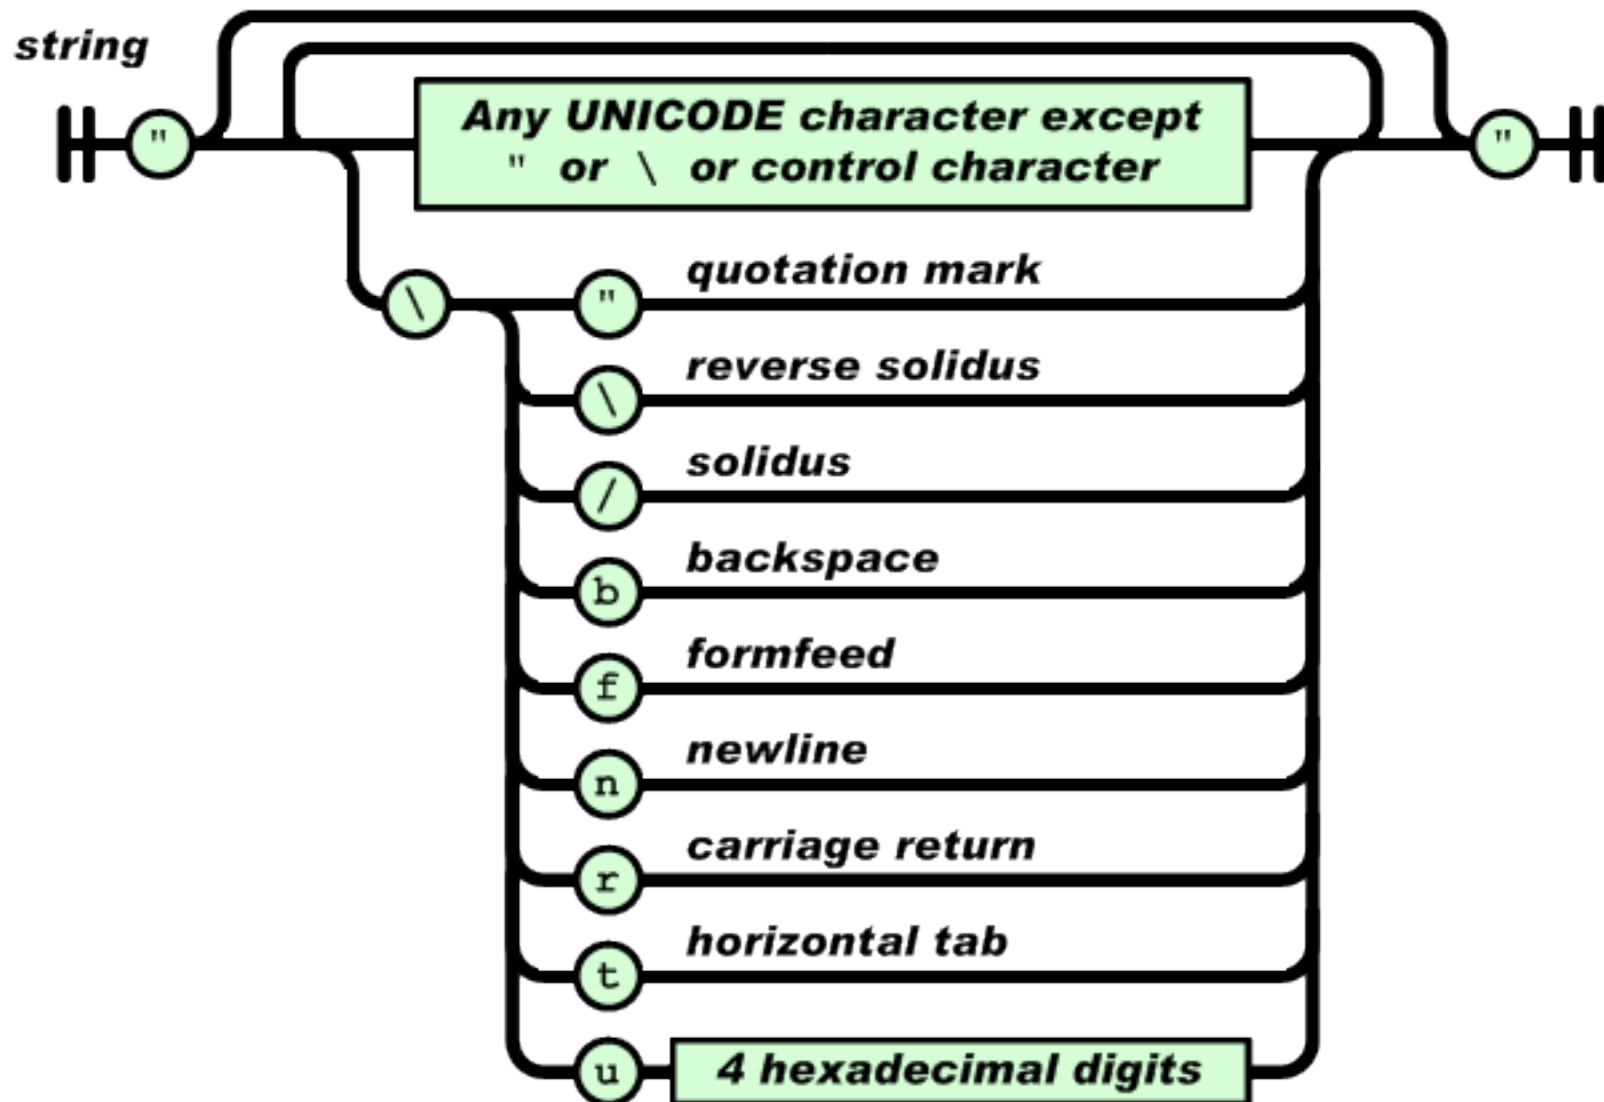 string
"
Any UNICODE character except
" or \ or control character
"
\
" quotation mark
\ reverse solidus
/ solidus
b backspace
f formfeed
n newline
r carriage return
t horizontal tab
u 4 hexadecimal digits